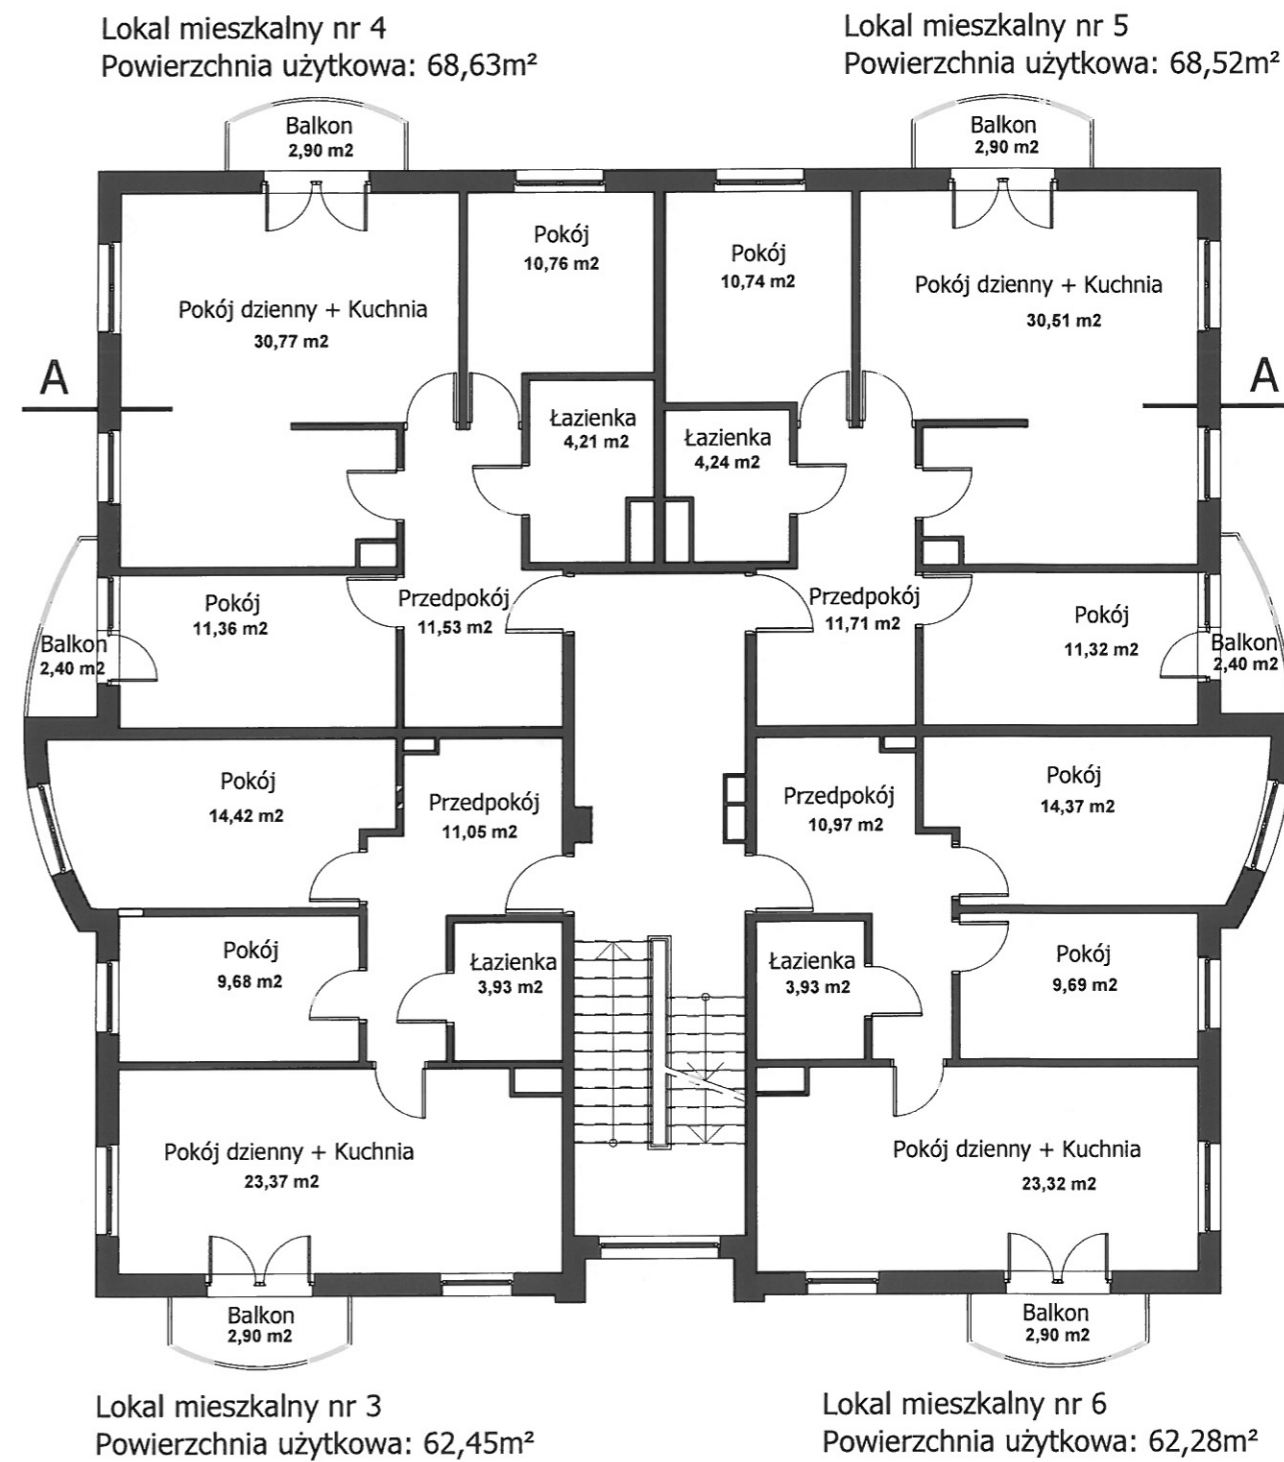 Lokal mieszkalny nr 4
Powierzchnia użytkowa: 68,63m²
Lokal mieszkalny nr 5
Powierzchnia użytkowa: 68,52m²
Balkon
2,90 m2
Balkon
2,90 m2
Pokój
10,76 m2
Pokój
10,74 m2
Pokój dzienny + Kuchnia
30,77 m2
Pokój dzienny + Kuchnia
30,51 m2
A
A
Łazienka
4,21 m2
Łazienka
4,24 m2
Pokój
11,36 m2
Przedpokój
11,53 m2
Przedpokój
11,71 m2
Pokój
11,32 m2
Balkon
2,40 m2
Balkon
2,40 m2
Pokój
14,42 m2
Przedpokój
11,05 m2
Przedpokój
10,97 m2
Pokój
14,37 m2
Pokój
9,68 m2
Łazienka
3,93 m2
Łazienka
3,93 m2
Pokój
9,69 m2
Pokój dzienny + Kuchnia
23,37 m2
Pokój dzienny + Kuchnia
23,32 m2
Balkon
2,90 m2
Balkon
2,90 m2
Lokal mieszkalny nr 3
Powierzchnia użytkowa: 62,45m²
Lokal mieszkalny nr 6
Powierzchnia użytkowa: 62,28m²